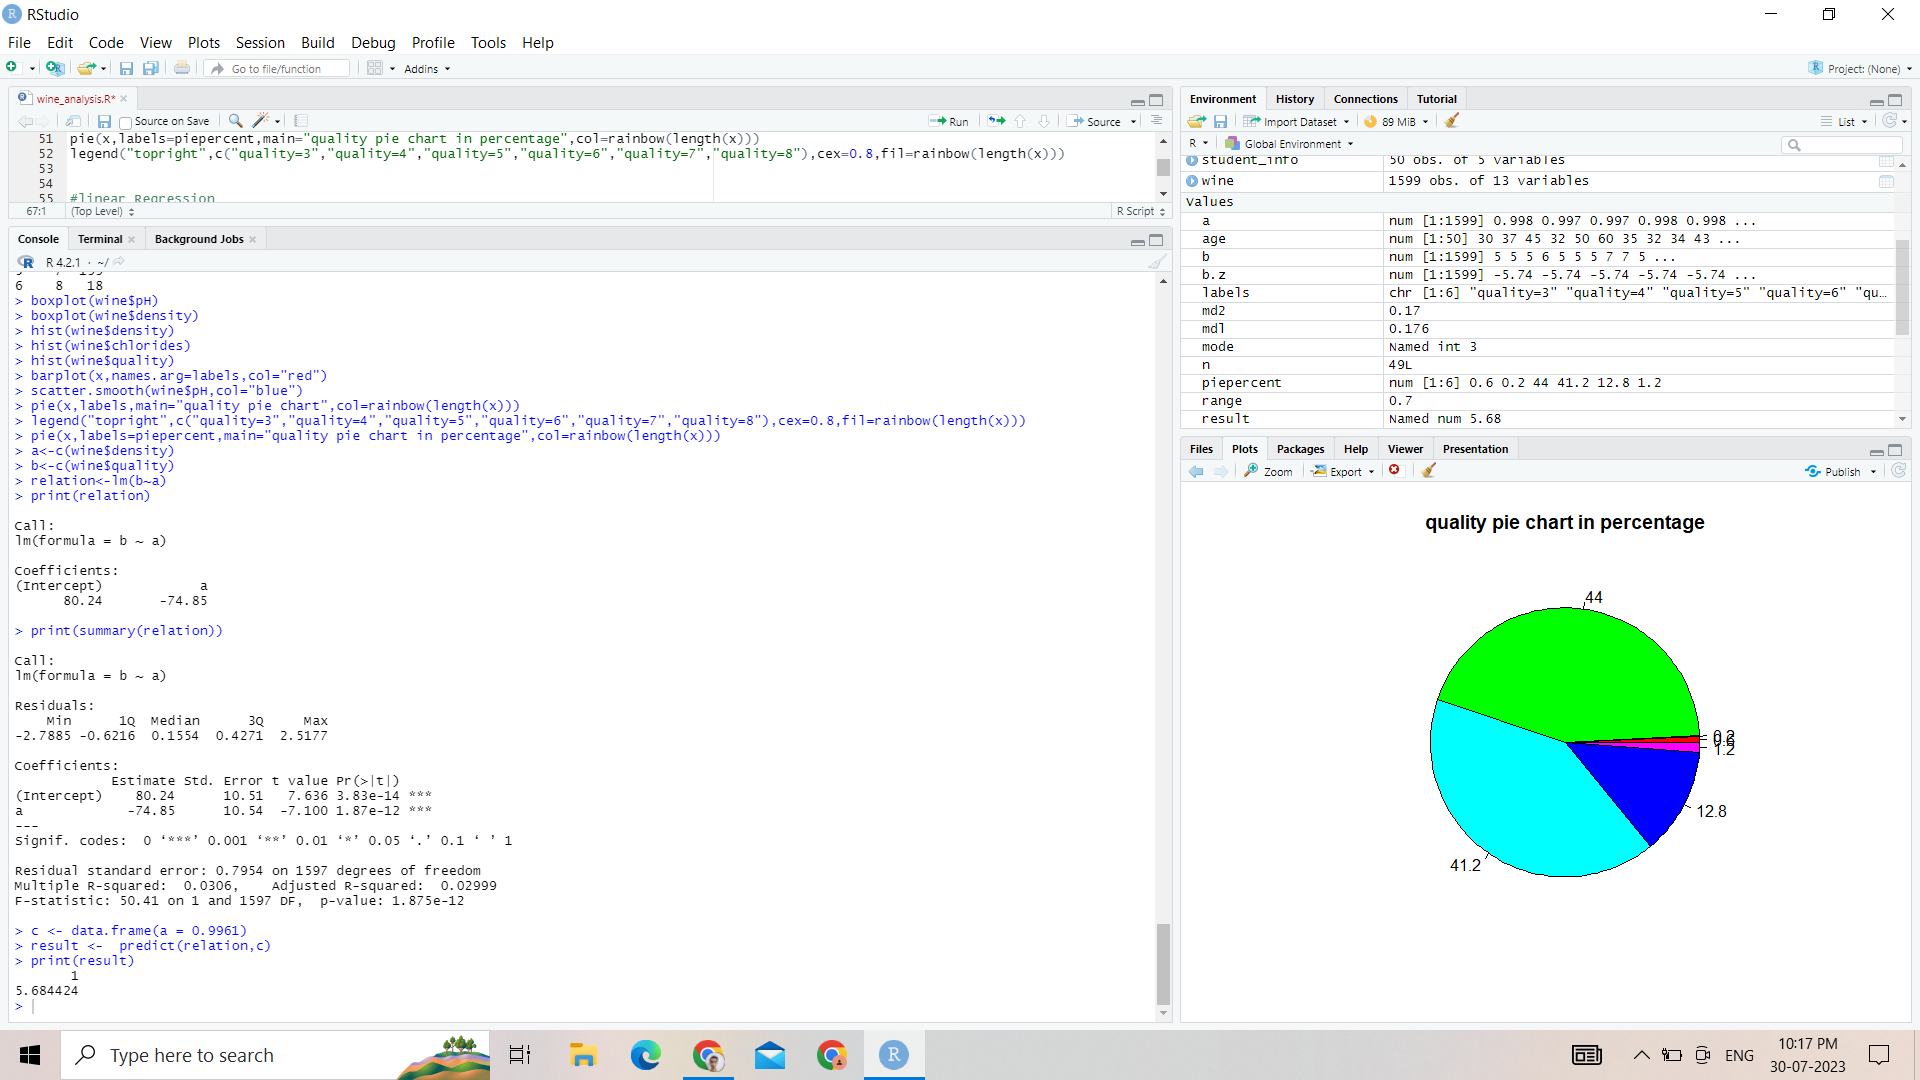 RStudio
File Edit Code View Plots Session Build Debug Profile Tools Help
Go to file/function Addins Project: (None)
wine_analysis.R*
Source on Save Run Source
51 pie(x,labels=piepercent,main="quality pie chart in percentage",col=rainbow(length(x)))
52 legend("topright",c("quality=3","quality=4","quality=5","quality=6","quality=7","quality=8"),cex=0.8,fil=rainbow(length(x)))
53
54
55 #linear Regression
67:1 (Top Level) R Script
Console Terminal Background Jobs
R 4.2.1 · ~/
6 8 18
> boxplot(wine$pH)
> boxplot(wine$density)
> hist(wine$density)
> hist(wine$chlorides)
> hist(wine$quality)
> barplot(x,names.arg=labels,col="red")
> scatter.smooth(wine$pH,col="blue")
> pie(x,labels,main="quality pie chart",col=rainbow(length(x)))
> legend("topright",c("quality=3","quality=4","quality=5","quality=6","quality=7","quality=8"),cex=0.8,fil=rainbow(length(x)))
> pie(x,labels=piepercent,main="quality pie chart in percentage",col=rainbow(length(x)))
> a<-c(wine$density)
> b<-c(wine$quality)
> relation<-lm(b~a)
> print(relation)
Call:
lm(formula = b ~ a)
Coefficients:
(Intercept) a
80.24 -74.85
> print(summary(relation))
Call:
lm(formula = b ~ a)
Residuals:
Min 1Q Median 3Q Max
-2.7885 -0.6216 0.1554 0.4271 2.5177
Coefficients:
Estimate Std. Error t value Pr(>|t|)
(Intercept) 80.24 10.51 7.636 3.83e-14 ***
a -74.85 10.54 -7.100 1.87e-12 ***
---
Signif. codes: 0 ‘***’ 0.001 ‘**’ 0.01 ‘*’ 0.05 ‘.’ 0.1 ‘ ’ 1
Residual standard error: 0.7954 on 1597 degrees of freedom
Multiple R-squared: 0.0306, Adjusted R-squared: 0.02999
F-statistic: 50.41 on 1 and 1597 DF, p-value: 1.875e-12
> c <- data.frame(a = 0.9961)
> result <- predict(relation,c)
> print(result)
1
5.684424
>
Environment History Connections Tutorial
Import Dataset 89 MiB List
R Global Environment
student_info 50 obs. of 5 variables
wine 1599 obs. of 13 variables
Values
a num [1:1599] 0.998 0.997 0.997 0.998 0.998 ...
age num [1:50] 30 37 45 32 50 60 35 32 34 43 ...
b num [1:1599] 5 5 5 6 5 5 5 7 7 5 ...
b.z num [1:1599] -5.74 -5.74 -5.74 -5.74 -5.74 ...
labels chr [1:6] "quality=3" "quality=4" "quality=5" "quality=6" "qu…
md2 0.17
mdl 0.176
mode Named int 3
n 49L
piepercent num [1:6] 0.6 0.2 44 41.2 12.8 1.2
range 0.7
result Named num 5.68
Files Plots Packages Help Viewer Presentation
Zoom Export Publish
quality pie chart in percentage
44
0.2
0.6
1.2
12.8
41.2
Type here to search
ENG
10:17 PM
30-07-2023